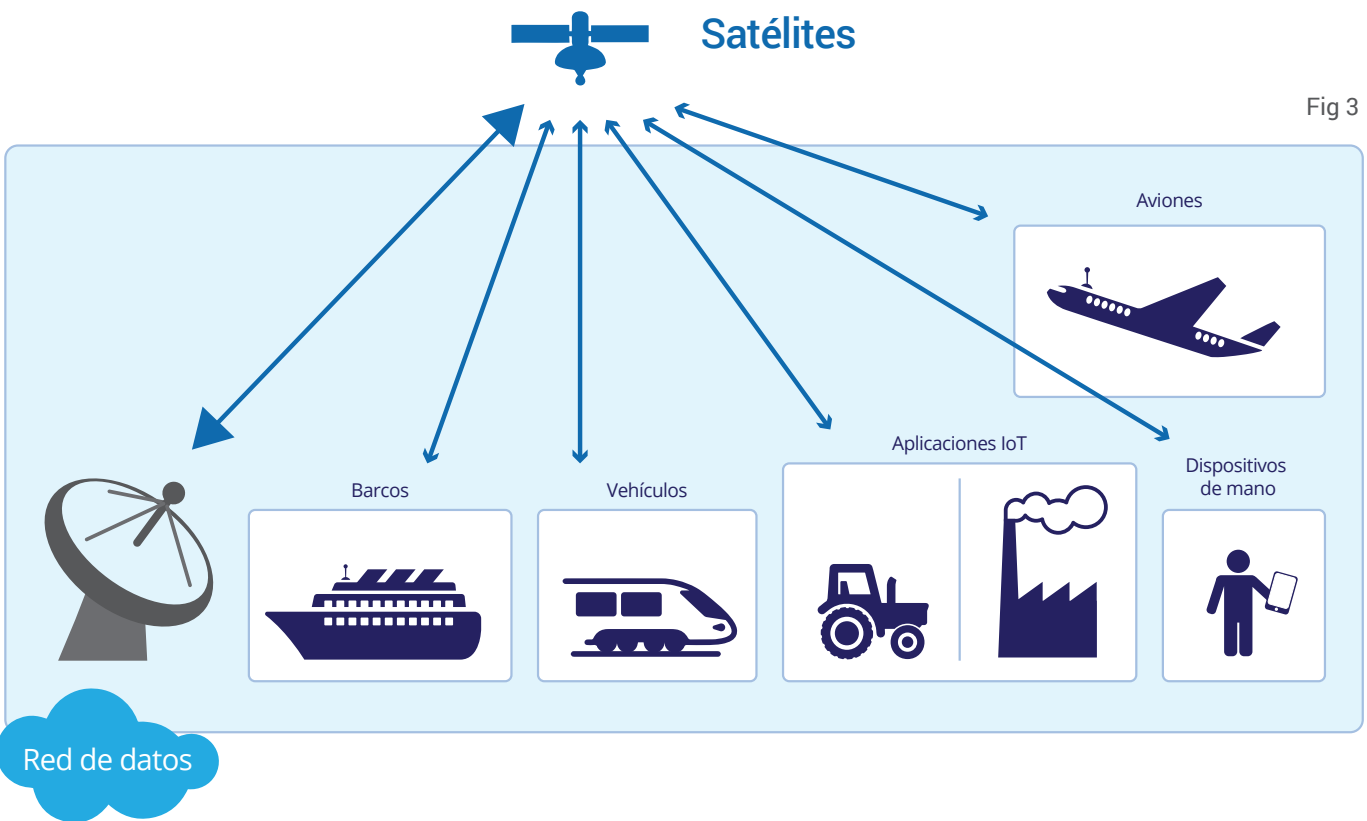 Satélites
Fig 3
Aviones
Aplicaciones IoT
Dispositivos
de mano
Barcos
Vehículos
Red de datos